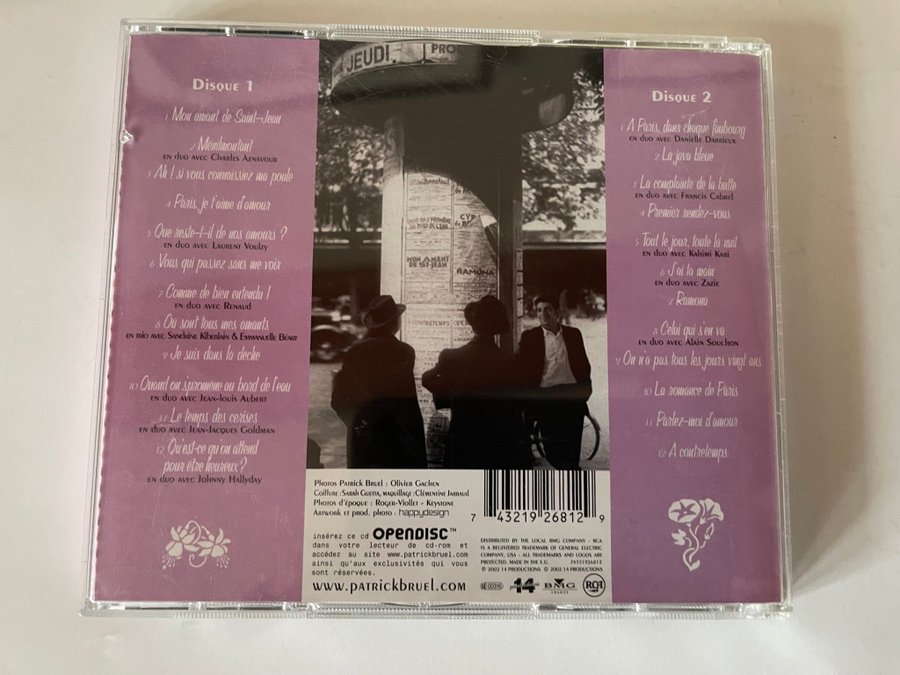 Disque 1
1 Mon amant de Saint-Jean
2 Menilmontant
en duo avec Charles Aznavour
3 Ah ! si vous connaissiez ma poule
4 Paris, je t'aime d'amour
5 Que reste-t-il de nos amours ?
en duo avec Laurent Voulzy
6 Vous qui passez sans me voir
7 Comme de bien entendu !
en duo avec Renaud
8 Où sont tous mes amants
en trio avec Sandrine Kiberlain & Emmanuelle Béart
9 Je suis dans la dèche
10 Quand on s'promène au bord de l'eau
en duo avec Jean-Louis Aubert
11 Le temps des cerises
en duo avec Jean-Jacques Goldman
12 Qu'est-ce qu'on attend
pour être heureux ?
en duo avec Johnny Hallyday
JEUDI
PRO
MON AMANT
DE ST-JEAN
RAMONA
A CONTRETEMPS
Disque 2
1 A Paris, dans chaque faubourg
en duo avec Danielle Darrieux
2 La java bleue
3 La complainte de la butte
en duo avec Francis Cabrel
4 Premier rendez-vous
5 Tout le jour, toute la nuit
en duo avec Kahimi Kari
6 J'ai ta main
en duo avec Zazie
7 Ramona
8 Celui qui s'en va
en duo avec Alain Souchon
9 On n'a pas tous les jours vingt ans
10 La romance de Paris
11 Parlez-moi d'amour
12 A contretemps
Photos Patrick Bruel : Olivier Gachen
Coiffure : Sarah Guetta, maquillage : Clémentine Jarraud
Photos d'époque : Roger-Viollet - Keystone
Artwork et prod. photo : happydesign
7 43219 26812 9
insérez ce cd OPENDISC™
dans votre lecteur de cd-rom et
accédez au site www.patrickbruel.com
ainsi qu'aux exclusivités qui vous
sont réservées.
www.patrickbruel.com
DISTRIBUTED BY THE LOCAL BMG COMPANY - RCA
IS A REGISTERED TRADEMARK OF GENERAL ELECTRIC
COMPANY, USA - ALL TRADEMARKS AND LOGOS ARE
PROTECTED. MADE IN THE E.U. 74321926812
℗ 2002 14 PRODUCTIONS © 2002 14 PRODUCTIONS
14
BMG
FRANCE
RCA